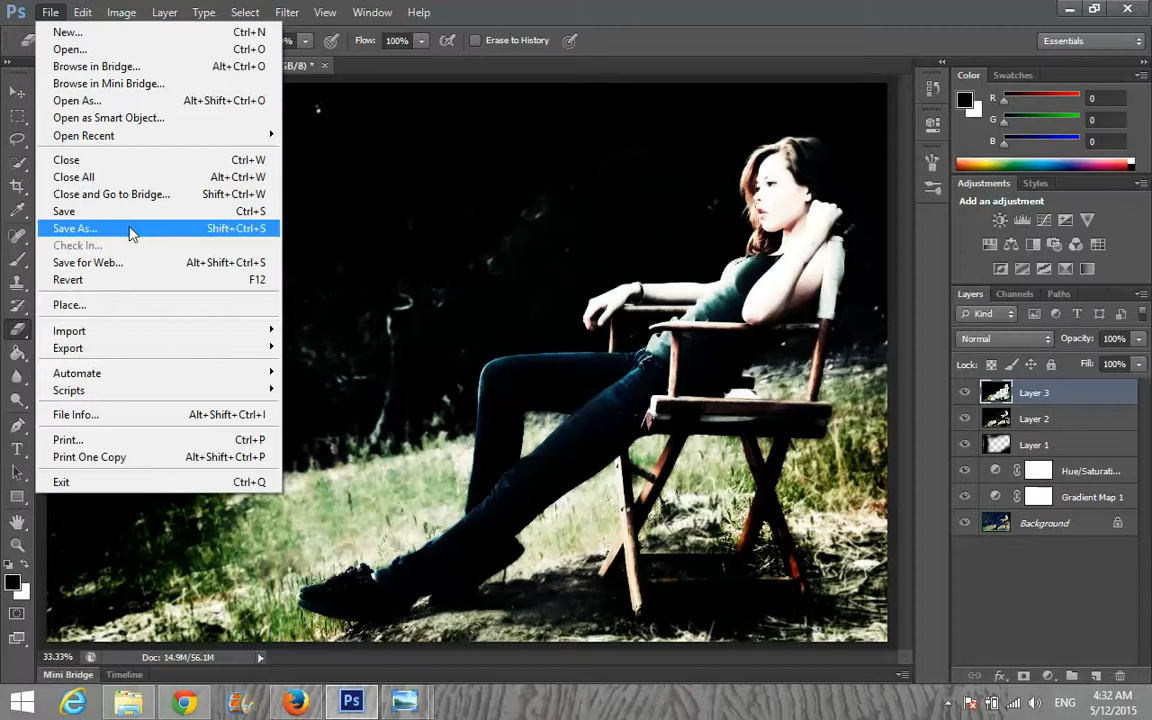 Ps File Edit Image Layer Type Select Filter View Window Help
% Flow: 100% Erase to History Essentials
GB/8) *
New... Ctrl+N
Open... Ctrl+O
Browse in Bridge... Alt+Ctrl+O
Browse in Mini Bridge...
Open As... Alt+Shift+Ctrl+O
Open as Smart Object...
Open Recent
Close Ctrl+W
Close All Alt+Ctrl+W
Close and Go to Bridge... Shift+Ctrl+W
Save Ctrl+S
Save As... Shift+Ctrl+S
Check In...
Save for Web... Alt+Shift+Ctrl+S
Revert F12
Place...
Import
Export
Automate
Scripts
File Info... Alt+Shift+Ctrl+I
Print... Ctrl+P
Print One Copy Alt+Shift+Ctrl+P
Exit Ctrl+Q
Color Swatches
R 0
G 0
B 0
Adjustments Styles
Add an adjustment
Layers Channels Paths
Kind
Normal Opacity: 100%
Lock: Fill: 100%
Layer 3
Layer 2
Layer 1
Hue/Saturati...
Gradient Map 1
Background
33.33% Doc: 14.9M/56.1M
Mini Bridge Timeline
Ps ENG 4:32 AM
5/12/2015